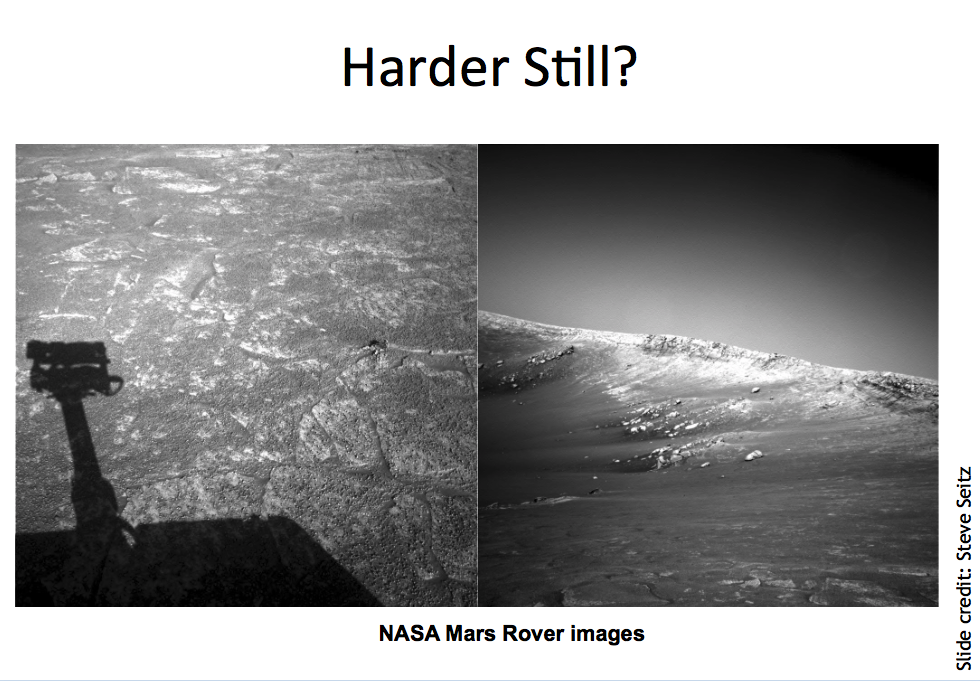 Harder Still?
NASA Mars Rover images
Slide credit: Steve Seitz